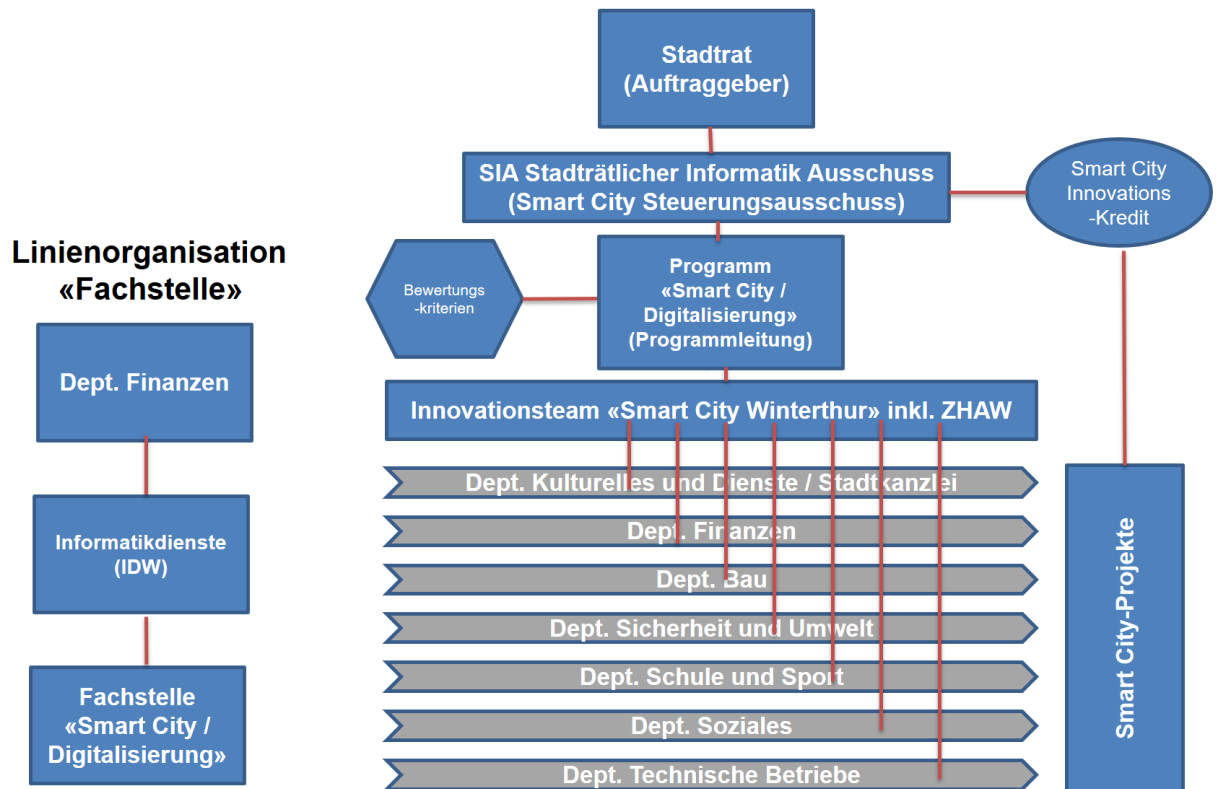 Stadtrat
(Auftraggeber)
SIA Stadträtlicher Informatik Ausschuss
(Smart City Steuerungsausschuss)
Smart City
Innovations
-Kredit
Linienorganisation
«Fachstelle»
Bewertungs
-kriterien
Programm
«Smart City /
Digitalisierung»
(Programmleitung)
Dept. Finanzen
Innovationsteam «Smart City Winterthur» inkl. ZHAW
Dept. Kulturelles und Dienste / Stadtkanzlei
Dept. Finanzen
Dept. Bau
Dept. Sicherheit und Umwelt
Dept. Schule und Sport
Dept. Soziales
Dept. Technische Betriebe
Informatikdienste
(IDW)
Fachstelle
«Smart City /
Digitalisierung»
Smart City-Projekte